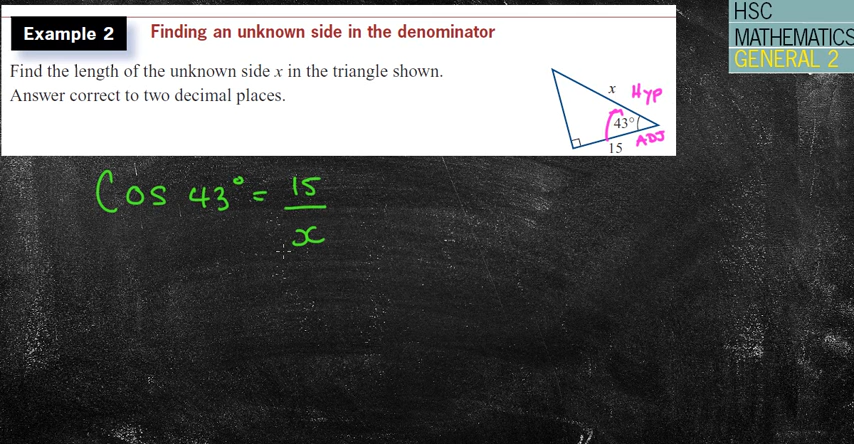 Example 2 Finding an unknown side in the denominator
Find the length of the unknown side x in the triangle shown.
Answer correct to two decimal places.
x Hyp
43°
15 ADJ
Cos 43° = 15
x
HSC
MATHEMATICS
GENERAL 2